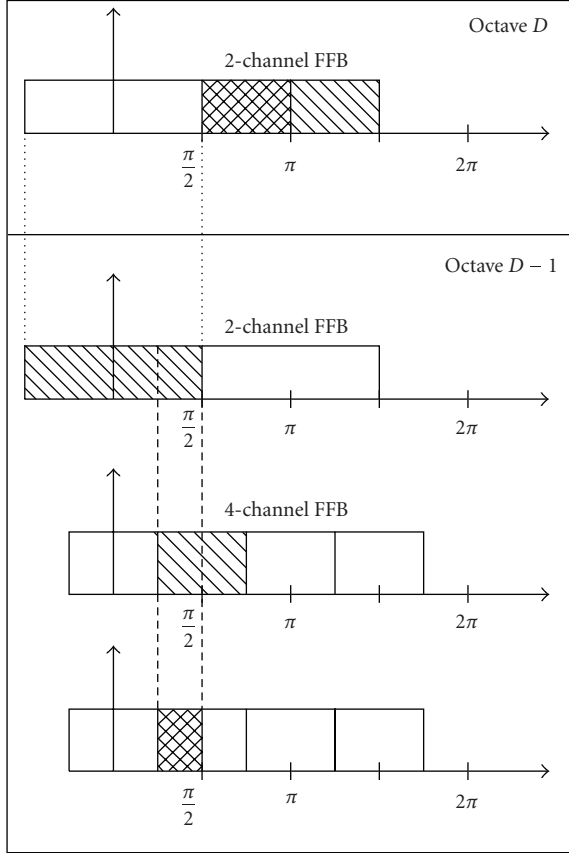 Octave D
2-channel FFB
π/2 π 2π
Octave D − 1
2-channel FFB
π/2 π 2π
4-channel FFB
π/2 π 2π
π/2 π 2π